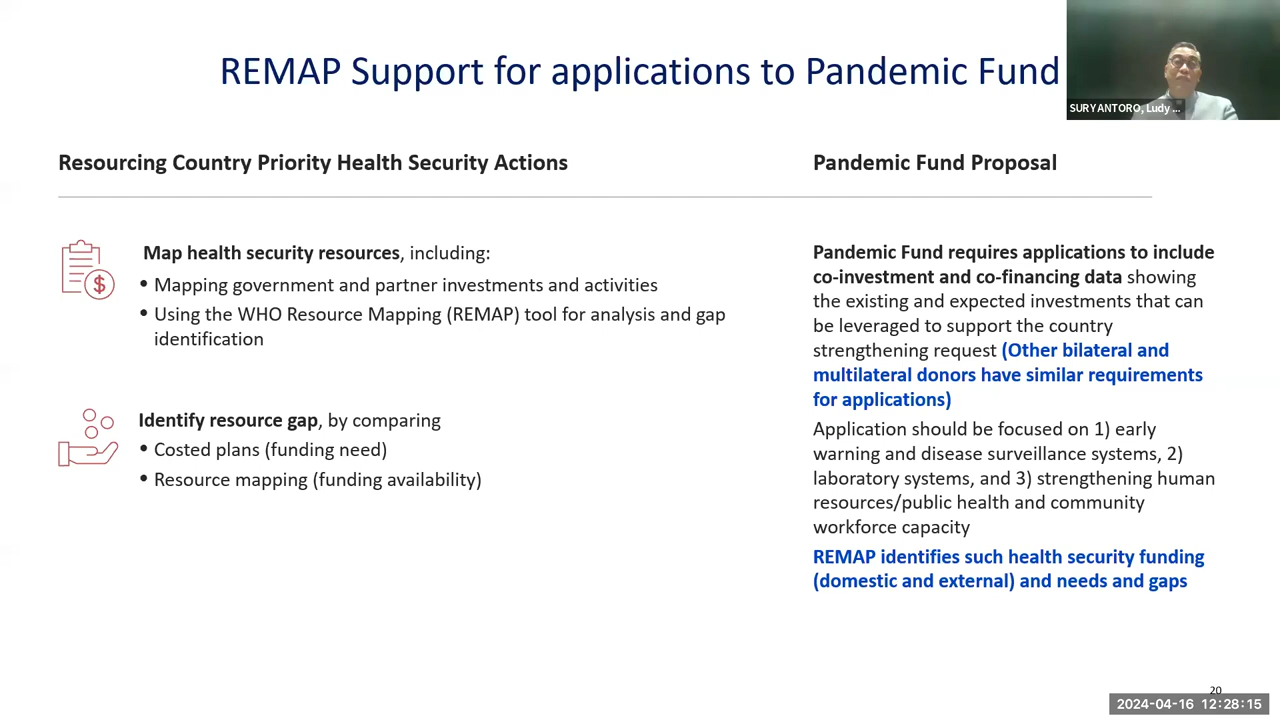 REMAP Support for applications to Pandemic Fund
SURYANTORO, Ludy ...
Resourcing Country Priority Health Security Actions
Pandemic Fund Proposal
Map health security resources, including:
• Mapping government and partner investments and activities
• Using the WHO Resource Mapping (REMAP) tool for analysis and gap
identification
$
Identify resource gap, by comparing
• Costed plans (funding need)
• Resource mapping (funding availability)
Pandemic Fund requires applications to include
co-investment and co-financing data showing
the existing and expected investments that can
be leveraged to support the country
strengthening request (Other bilateral and
multilateral donors have similar requirements
for applications)
Application should be focused on 1) early
warning and disease surveillance systems, 2)
laboratory systems, and 3) strengthening human
resources/public health and community
workforce capacity
REMAP identifies such health security funding
(domestic and external) and needs and gaps
20
2024-04-16 12:28:15